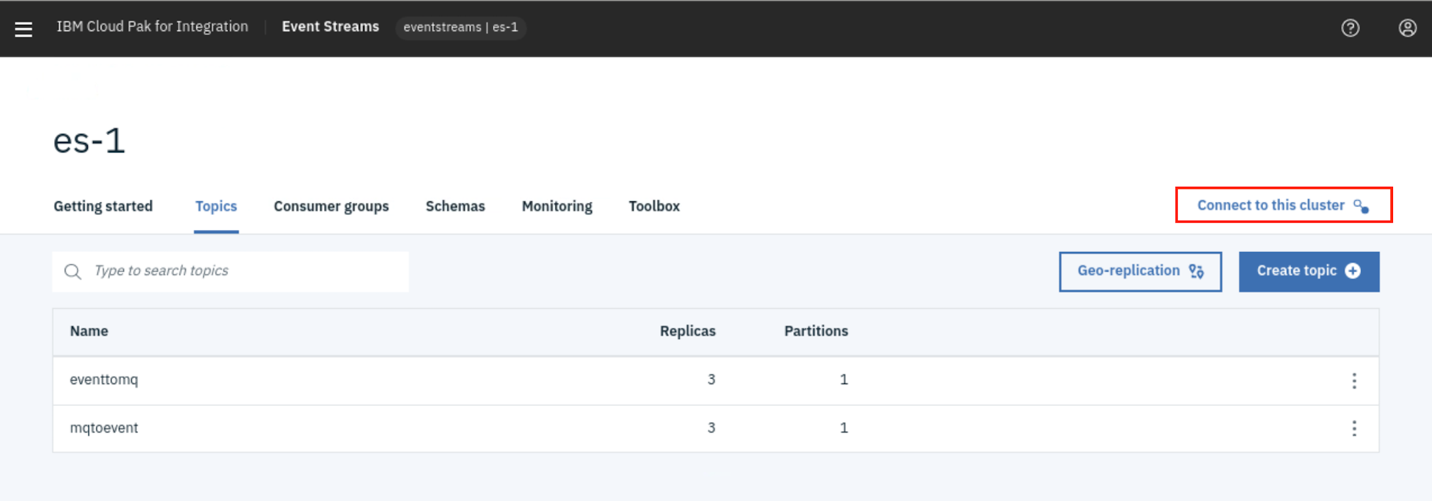 IBM Cloud Pak for Integration Event Streams eventstreams | es-1
es-1
Getting started Topics Consumer groups Schemas Monitoring Toolbox Connect to this cluster
Type to search topics Geo-replication Create topic
Name Replicas Partitions
eventtomq 3 1
mqtoevent 3 1